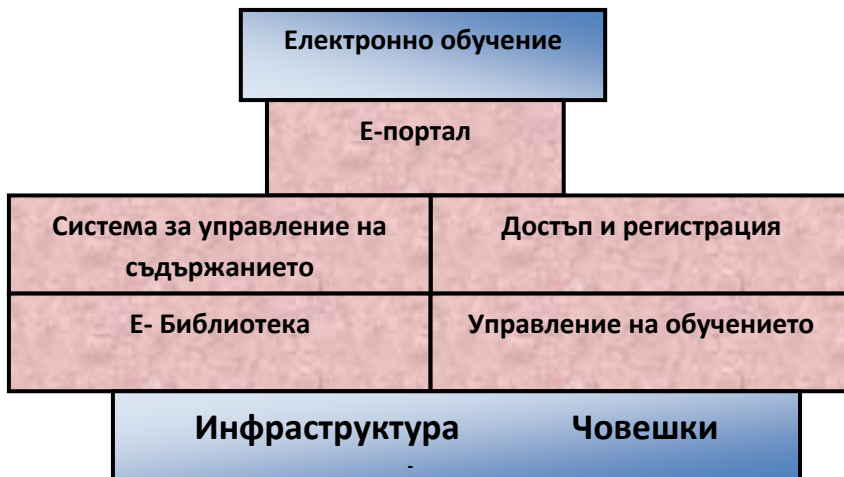 Електронно обучение
Е-портал
Система за управление на
съдържанието
Достъп и регистрация
Е- Библиотека
Управление на обучението
Инфраструктура Човешки
-